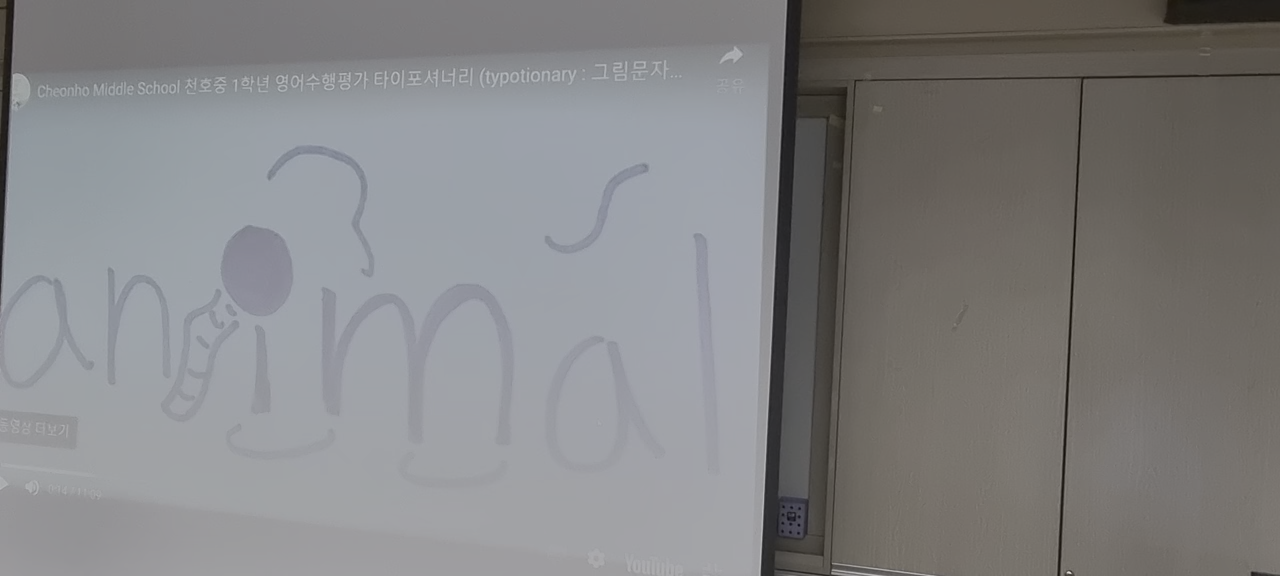 Cheonho Middle School 천호중 1학년 영어수행평가 타이포셔너리 (typotionary : 그림문자...
공유
animal
동영상 더보기
YouTube